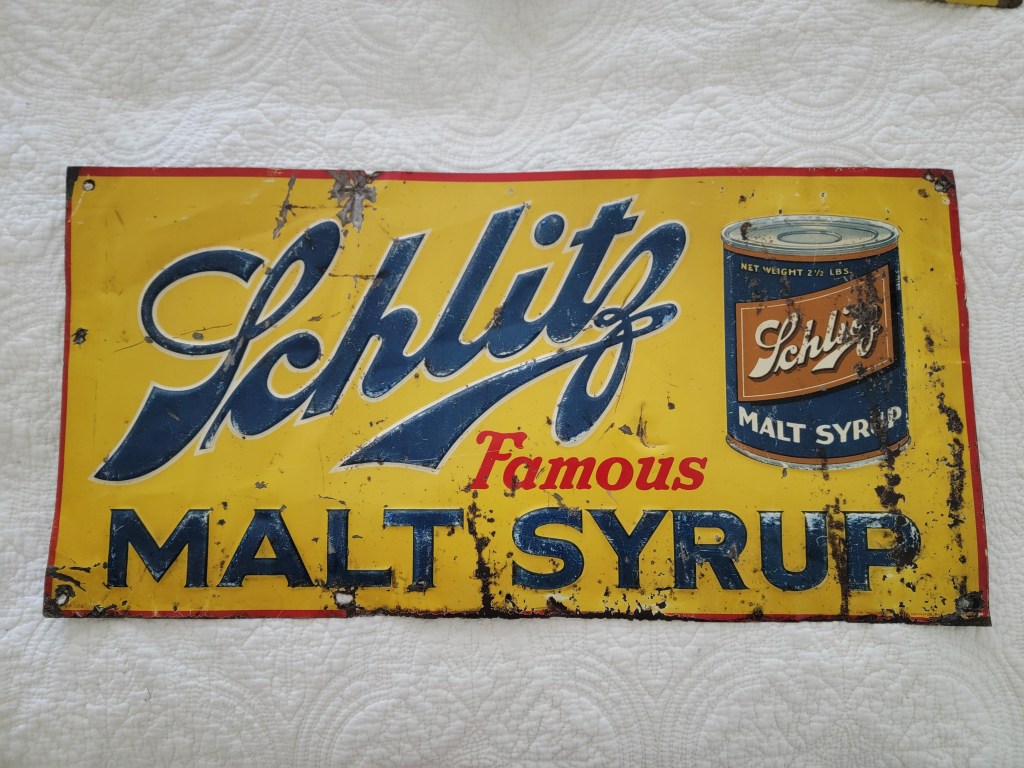 Schlitz
Famous
MALT SYRUP
NET WEIGHT 2½ LBS.
Schlitz
MALT SYRUP